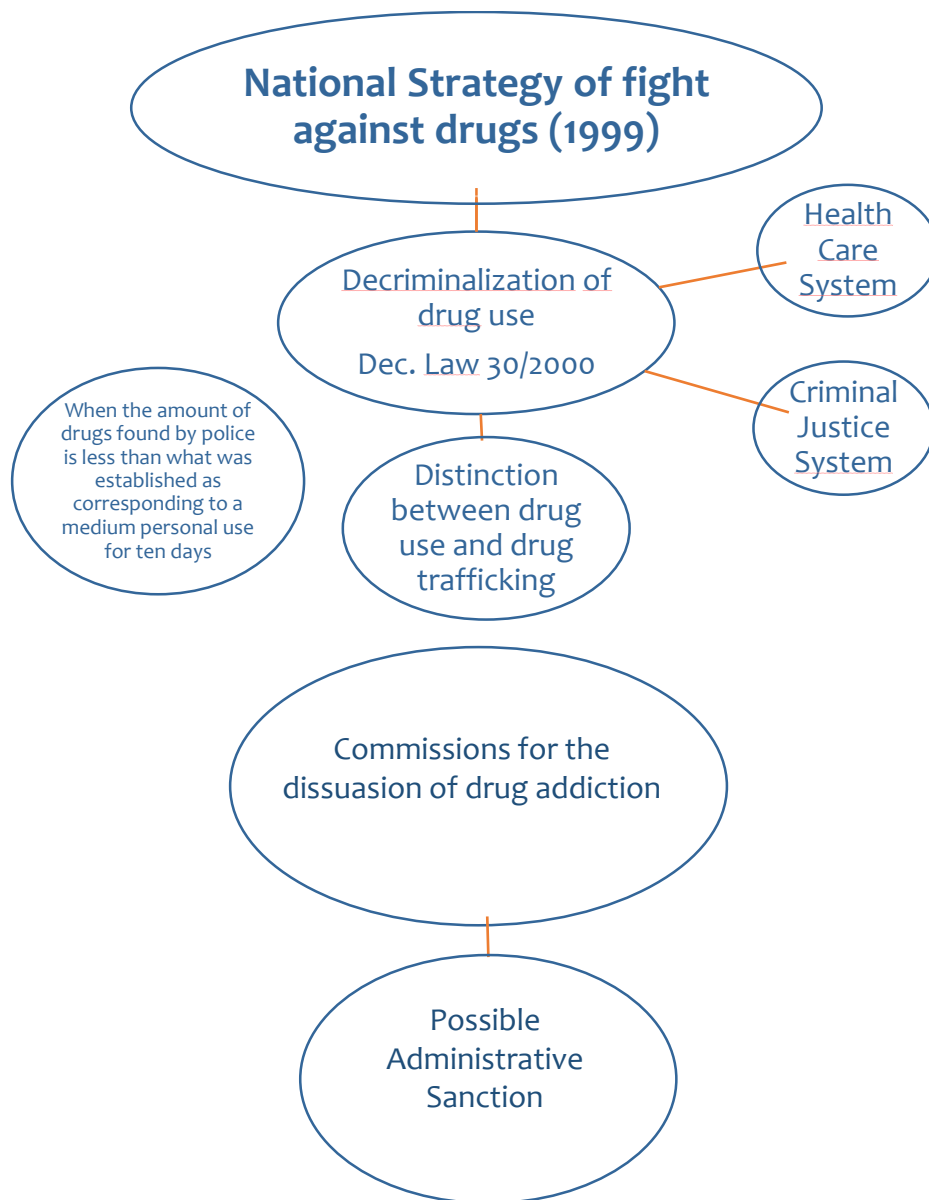 National Strategy of fight
against drugs (1999)
Health
Care
System
Decriminalization of
drug use
Dec. Law 30/2000
Criminal
Justice
System
When the amount of
drugs found by police
is less than what was
established as
corresponding to a
medium personal use
for ten days
Distinction
between drug
use and drug
trafficking
Commissions for the
dissuasion of drug addiction
Possible
Administrative
Sanction